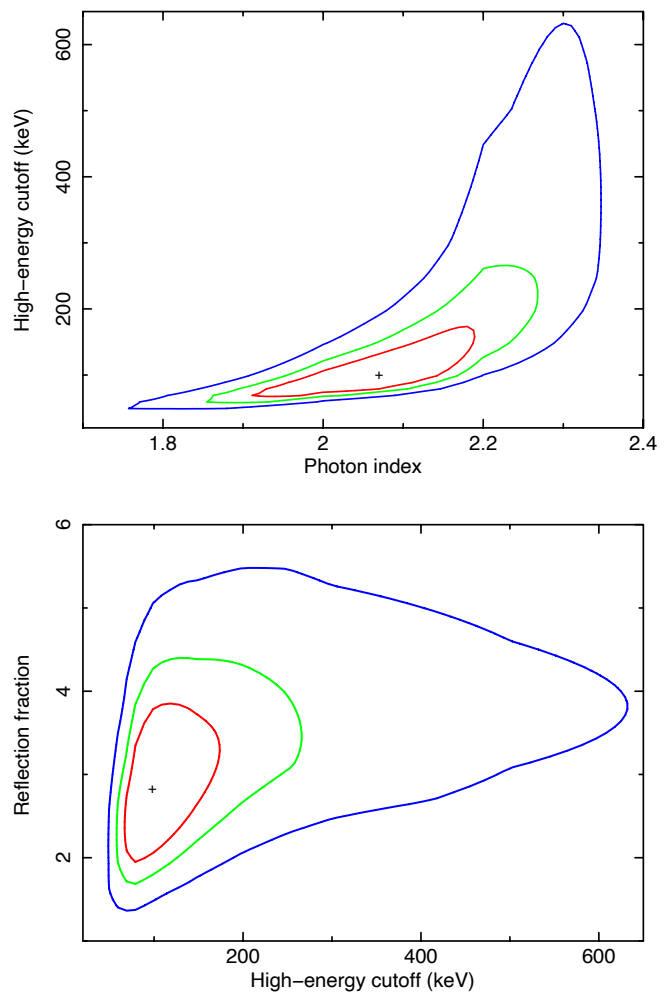 600
400
200
High-energy cutoff (keV)
1.8 2 2.2 2.4
Photon index
6
4
2
Reflection fraction
200 400 600
High-energy cutoff (keV)